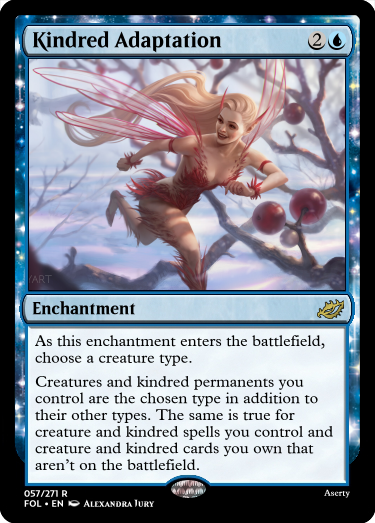 Kindred Adaptation
2
/ART
Enchantment
As this enchantment enters the battlefield,
choose a creature type.
Creatures and kindred permanents you
control are the chosen type in addition to
their other types. The same is true for
creature and kindred spells you control and
creature and kindred cards you own that
aren't on the battlefield.
057/271 R
FOL • EN ALEXANDRA JURY
Aserty